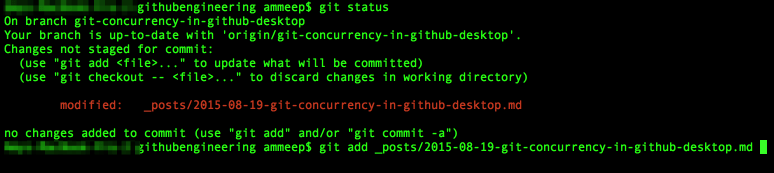 githubengineering ammeep$ git status
On branch git-concurrency-in-github-desktop
Your branch is up-to-date with 'origin/git-concurrency-in-github-desktop'.
Changes not staged for commit:
  (use "git add <file>..." to update what will be committed)
  (use "git checkout -- <file>..." to discard changes in working directory)
modified:   _posts/2015-08-19-git-concurrency-in-github-desktop.md
no changes added to commit (use "git add" and/or "git commit -a")
githubengineering ammeep$ git add _posts/2015-08-19-git-concurrency-in-github-desktop.md